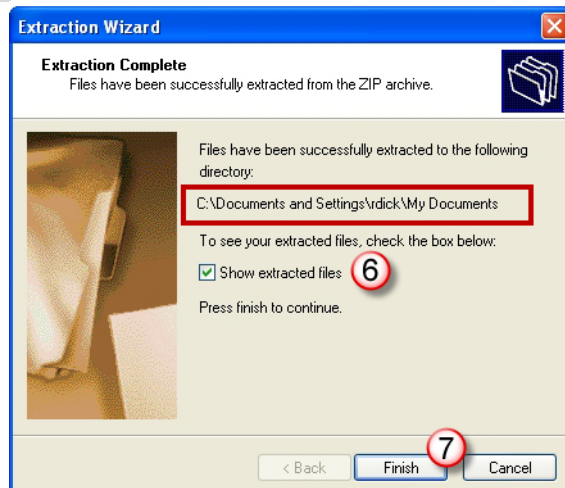 Extraction Wizard
Extraction Complete
Files have been successfully extracted from the ZIP archive.
Files have been successfully extracted to the following
directory:
C:\Documents and Settings\rdick\My Documents
To see your extracted files, check the box below:
Show extracted files 6
Press finish to continue.
7
< Back Finish Cancel